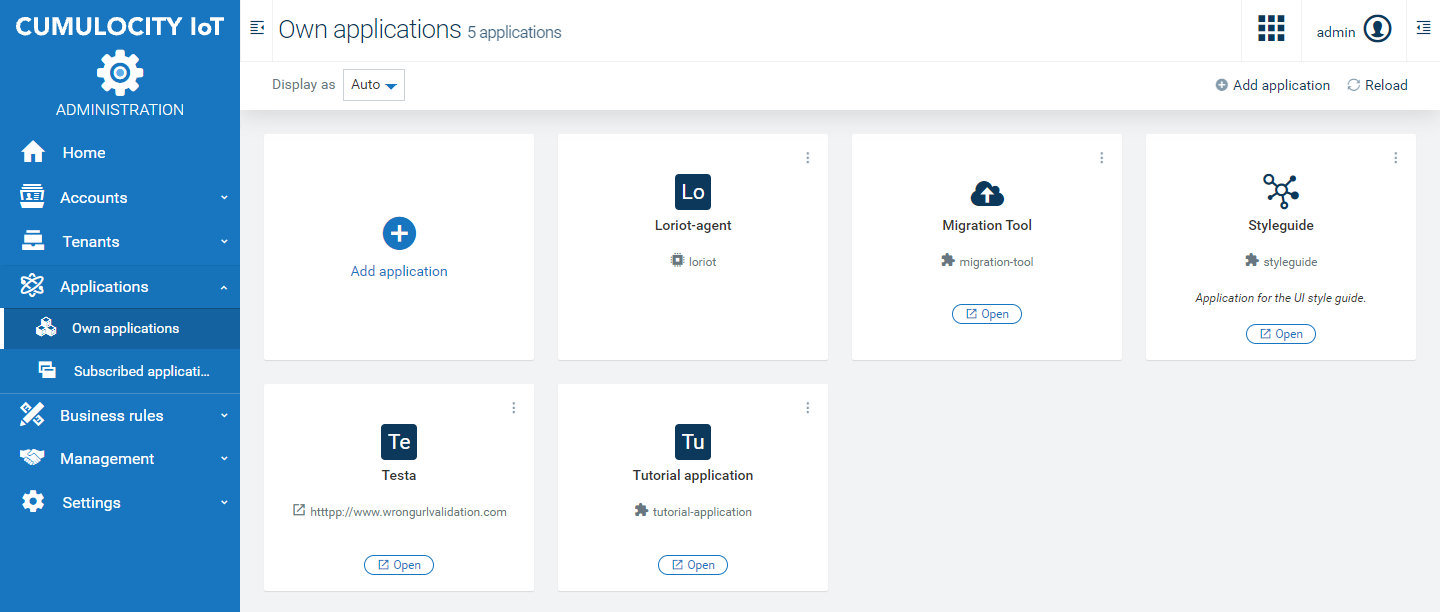 CUMULOCITY IoT
ADMINISTRATION
Home
Accounts
Tenants
Applications
Own applications
Subscribed applicati...
Business rules
Management
Settings
Own applications 5 applications
admin
Display as Auto
Add application Reload
Add application
Lo
Loriot-agent
loriot
Migration Tool
migration-tool
Open
Styleguide
styleguide
Application for the UI style guide.
Open
Te
Testa
htttpp://www.wrongurlvalidation.com
Open
Tu
Tutorial application
tutorial-application
Open